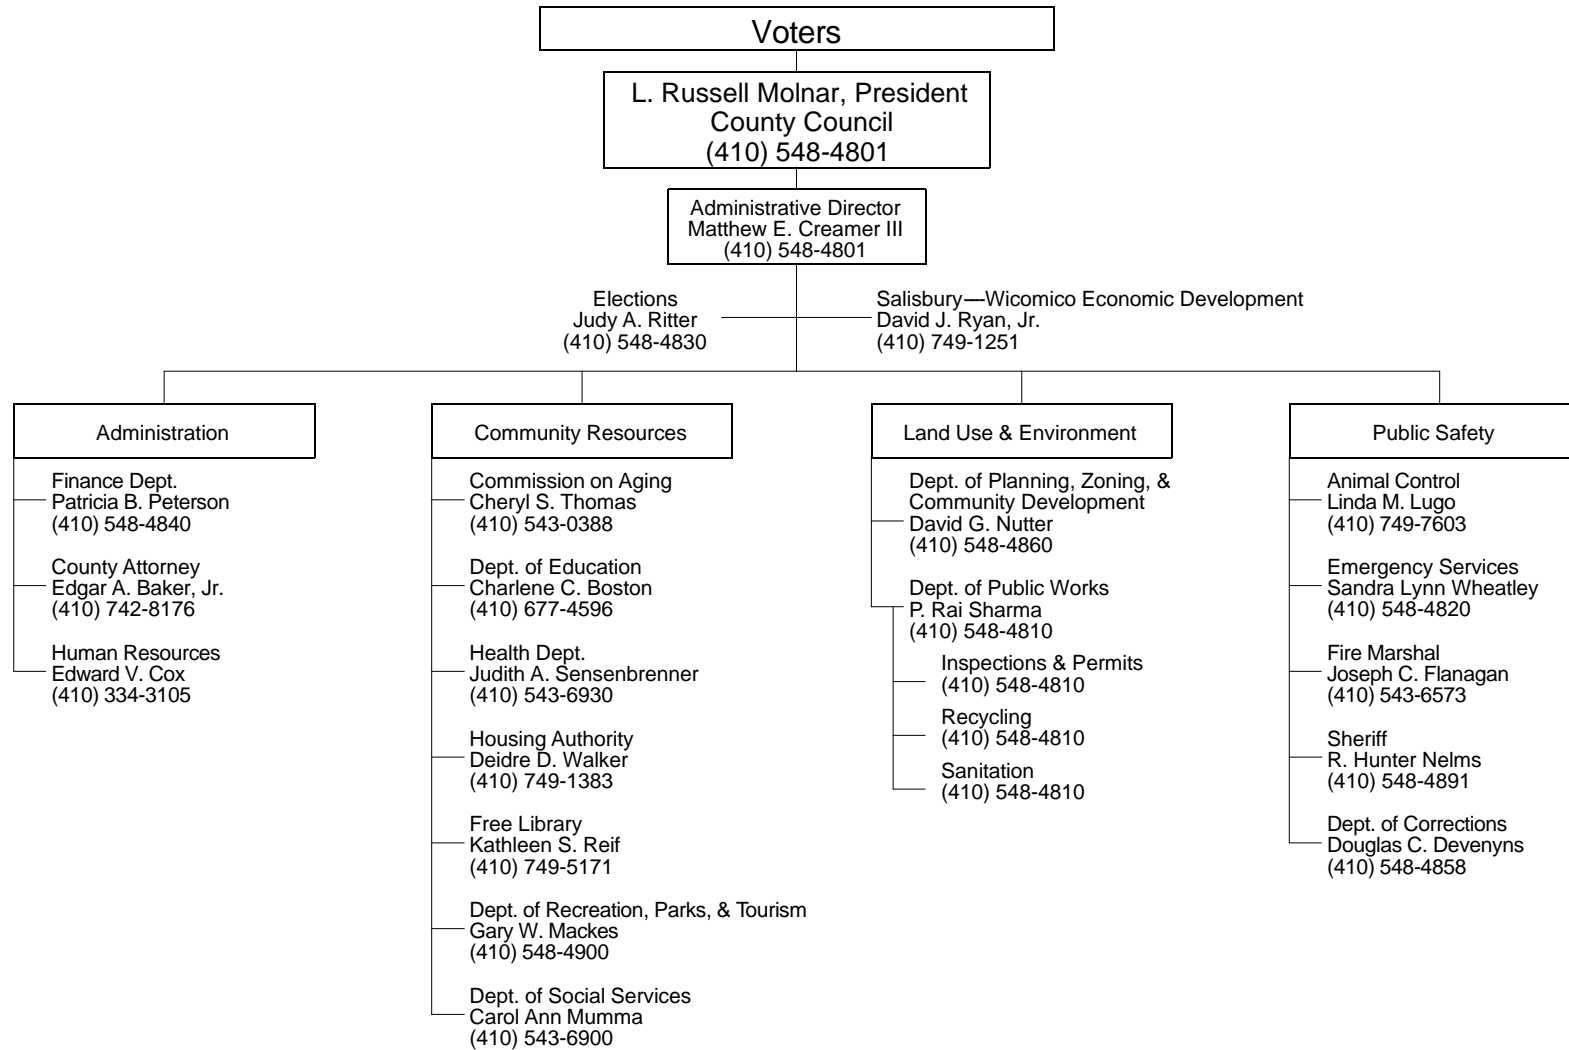 Voters
L. Russell Molnar, President
County Council
(410) 548-4801
Administrative Director
Matthew E. Creamer III
(410) 548-4801
Elections
Judy A. Ritter
(410) 548-4830
Salisbury—Wicomico Economic Development
David J. Ryan, Jr.
(410) 749-1251
Administration
Finance Dept.
Patricia B. Peterson
(410) 548-4840
County Attorney
Edgar A. Baker, Jr.
(410) 742-8176
Human Resources
Edward V. Cox
(410) 334-3105
Community Resources
Commission on Aging
Cheryl S. Thomas
(410) 543-0388
Dept. of Education
Charlene C. Boston
(410) 677-4596
Health Dept.
Judith A. Sensenbrenner
(410) 543-6930
Housing Authority
Deidre D. Walker
(410) 749-1383
Free Library
Kathleen S. Reif
(410) 749-5171
Dept. of Recreation, Parks, & Tourism
Gary W. Mackes
(410) 548-4900
Dept. of Social Services
Carol Ann Mumma
(410) 543-6900
Land Use & Environment
Dept. of Planning, Zoning, &
Community Development
David G. Nutter
(410) 548-4860
Dept. of Public Works
P. Rai Sharma
(410) 548-4810
Inspections & Permits
(410) 548-4810
Recycling
(410) 548-4810
Sanitation
(410) 548-4810
Public Safety
Animal Control
Linda M. Lugo
(410) 749-7603
Emergency Services
Sandra Lynn Wheatley
(410) 548-4820
Fire Marshal
Joseph C. Flanagan
(410) 543-6573
Sheriff
R. Hunter Nelms
(410) 548-4891
Dept. of Corrections
Douglas C. Devenyns
(410) 548-4858